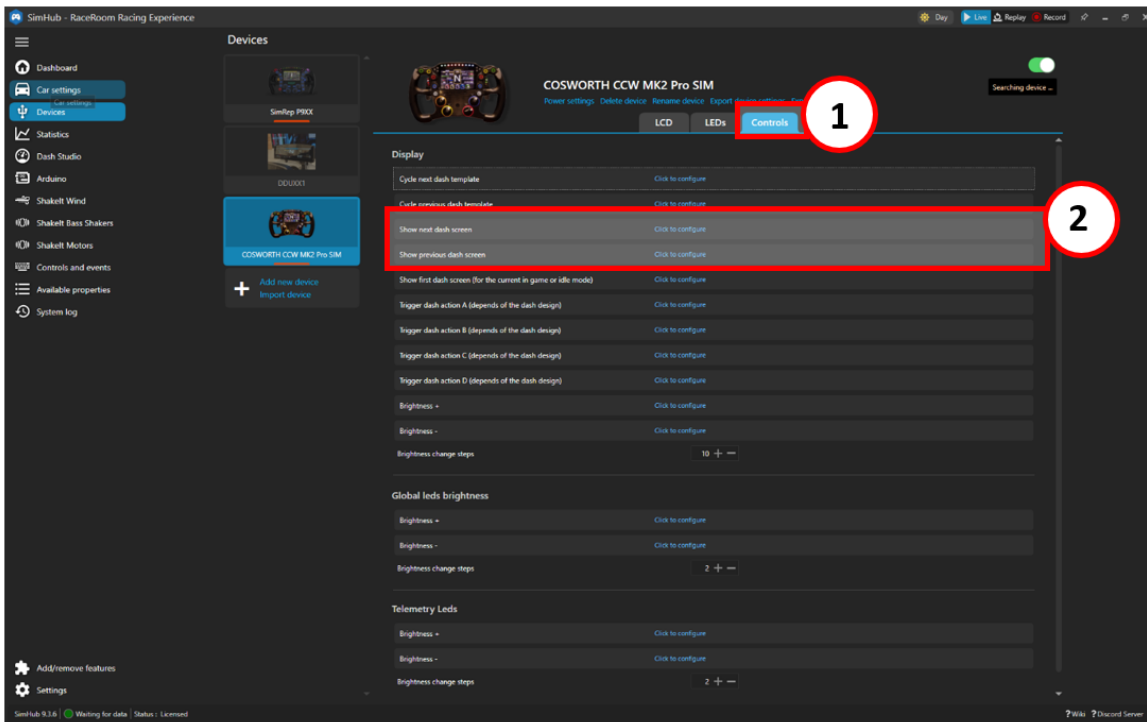 SimHub - RaceRoom Racing Experience
Day Live Replay Record
Devices
Dashboard
Car settings
Car settings
Devices
Statistics
Dash Studio
Arduino
ShakeIt Wind
ShakeIt Bass Shakers
ShakeIt Motors
Controls and events
Available properties
System log
Add/remove features
Settings
SimRep P9XX
DDUXX1
COSWORTH CCW MK2 Pro SIM
Add new device
Import device
COSWORTH CCW MK2 Pro SIM
Power settings Delete device Rename device Export device settings
Searching device ...
LCD LEDs Controls
1
Display
Cycle next dash template Click to configure
Cycle previous dash template Click to configure
2
Show next dash screen Click to configure
Show previous dash screen Click to configure
Show first dash screen (for the current in game or idle mode) Click to configure
Trigger dash action A (depends of the dash design) Click to configure
Trigger dash action B (depends of the dash design) Click to configure
Trigger dash action C (depends of the dash design) Click to configure
Trigger dash action D (depends of the dash design) Click to configure
Brightness + Click to configure
Brightness - Click to configure
Brightness change steps 10 + −
Global leds brightness
Brightness + Click to configure
Brightness - Click to configure
Brightness change steps 2 + −
Telemetry Leds
Brightness + Click to configure
Brightness - Click to configure
Brightness change steps 2 + −
SimHub 9.3.6 Waiting for data Status : Licensed
?Wiki ?Discord Server